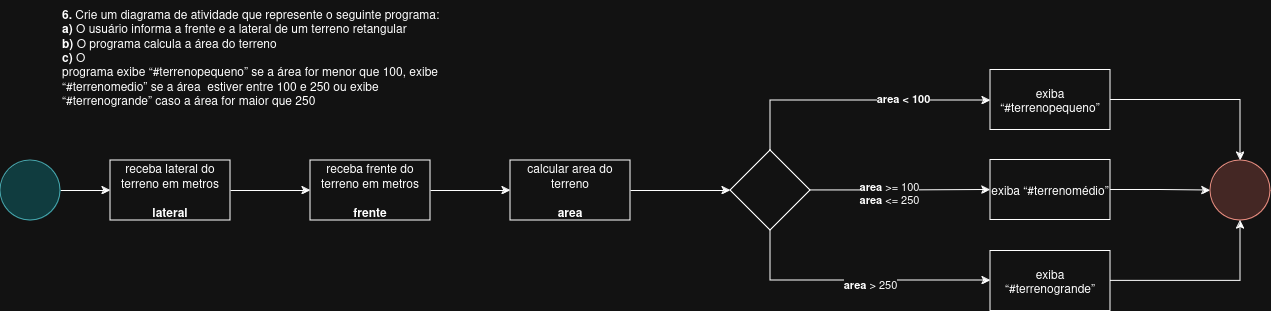 6. Crie um diagrama de atividade que represente o seguinte programa:
a) O usuário informa a frente e a lateral de um terreno retangular
b) O programa calcula a área do terreno
c) O
programa exibe “#terrenopequeno” se a área for menor que 100, exibe
“#terrenomedio” se a área  estiver entre 100 e 250 ou exibe
“#terrenogrande” caso a área for maior que 250
receba lateral do
terreno em metros
lateral
receba frente do
terreno em metros
frente
calcular area do
terreno
area
area < 100
exiba
“#terrenopequeno”
area >= 100
area <= 250
exiba “#terrenomédio”
area > 250
exiba
“#terrenogrande”